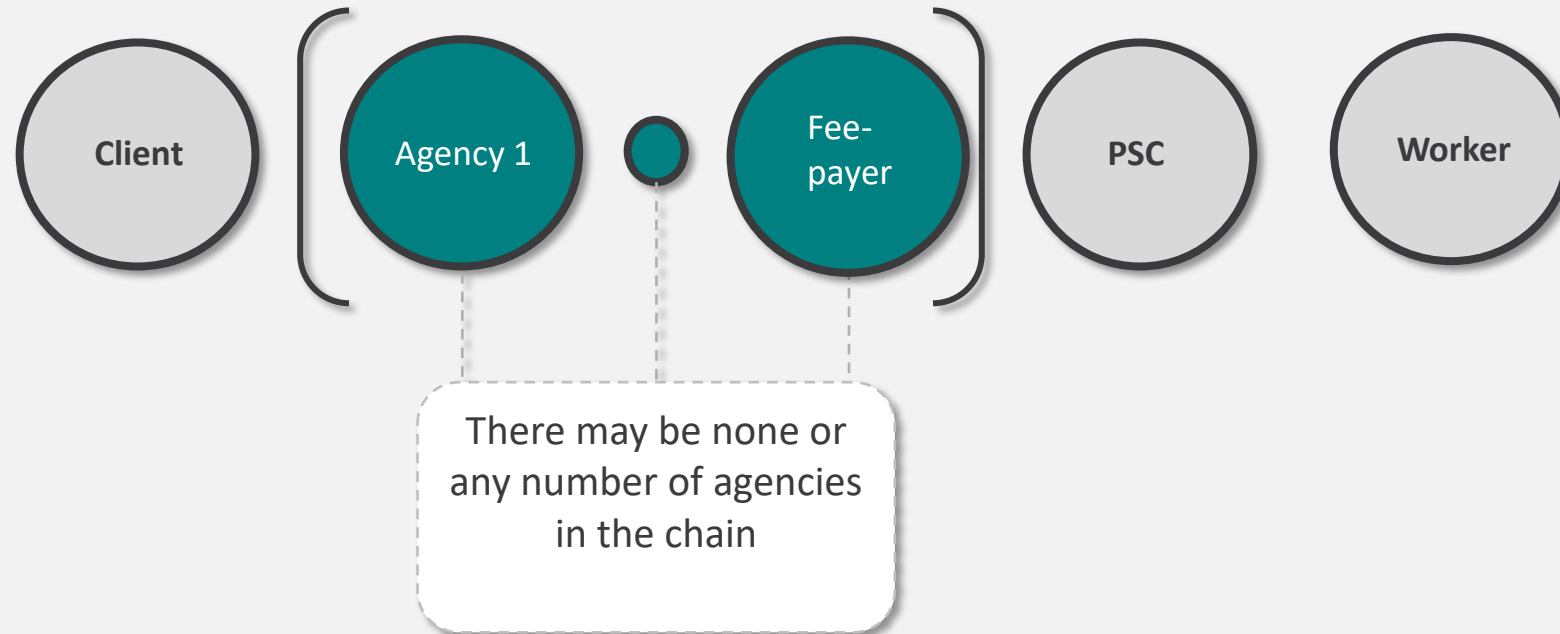 Client
Agency 1
Fee-
payer
PSC
Worker
There may be none or
any number of agencies
in the chain